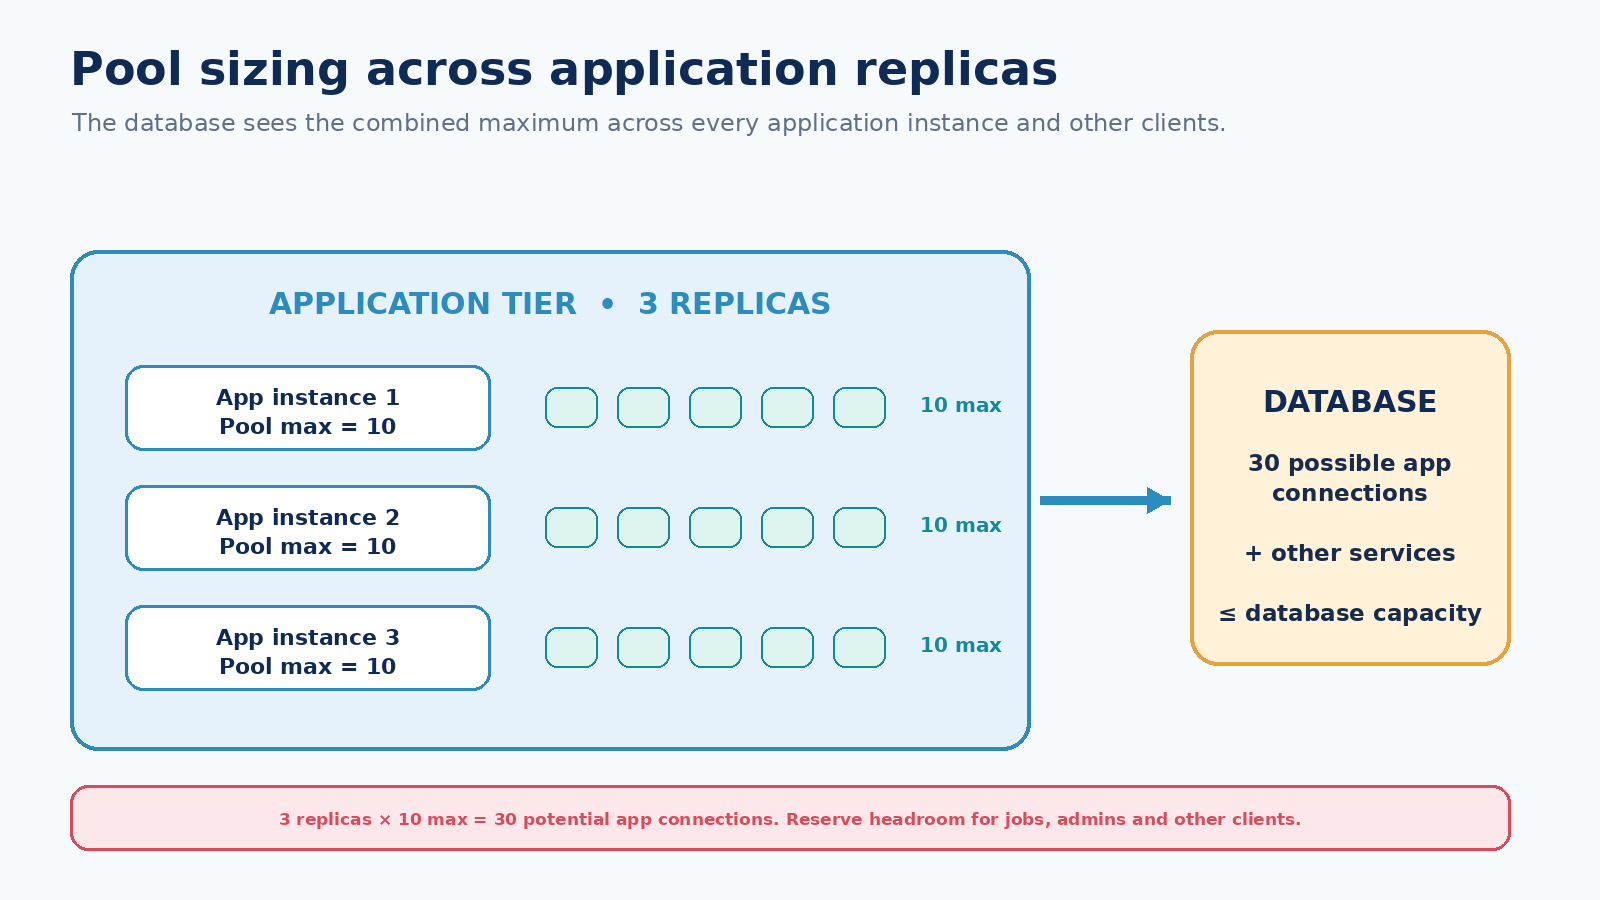 Pool sizing across application replicas
The database sees the combined maximum across every application instance and other clients.
APPLICATION TIER • 3 REPLICAS
App instance 1
Pool max = 10
10 max
App instance 2
Pool max = 10
10 max
App instance 3
Pool max = 10
10 max
DATABASE
30 possible app
connections
+ other services
≤ database capacity
3 replicas × 10 max = 30 potential app connections. Reserve headroom for jobs, admins and other clients.